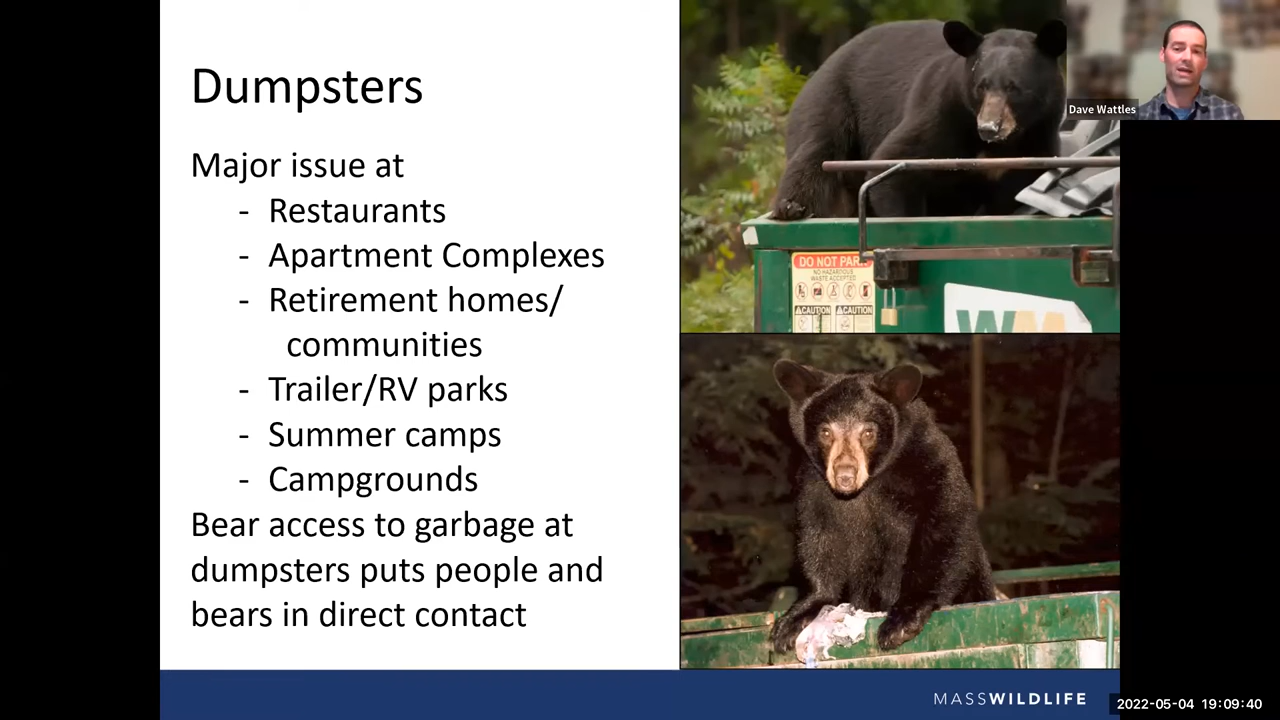 Dumpsters
Major issue at
- Restaurants
- Apartment Complexes
- Retirement homes/
communities
- Trailer/RV parks
- Summer camps
- Campgrounds
Bear access to garbage at
dumpsters puts people and
bears in direct contact
Dave Wattles
DO NOT PARK
NO HAZARDOUS
WASTE ACCEPTED
CAUTION CAUTION
WM
MASSWILDLIFE
2022-05-04 19:09:40